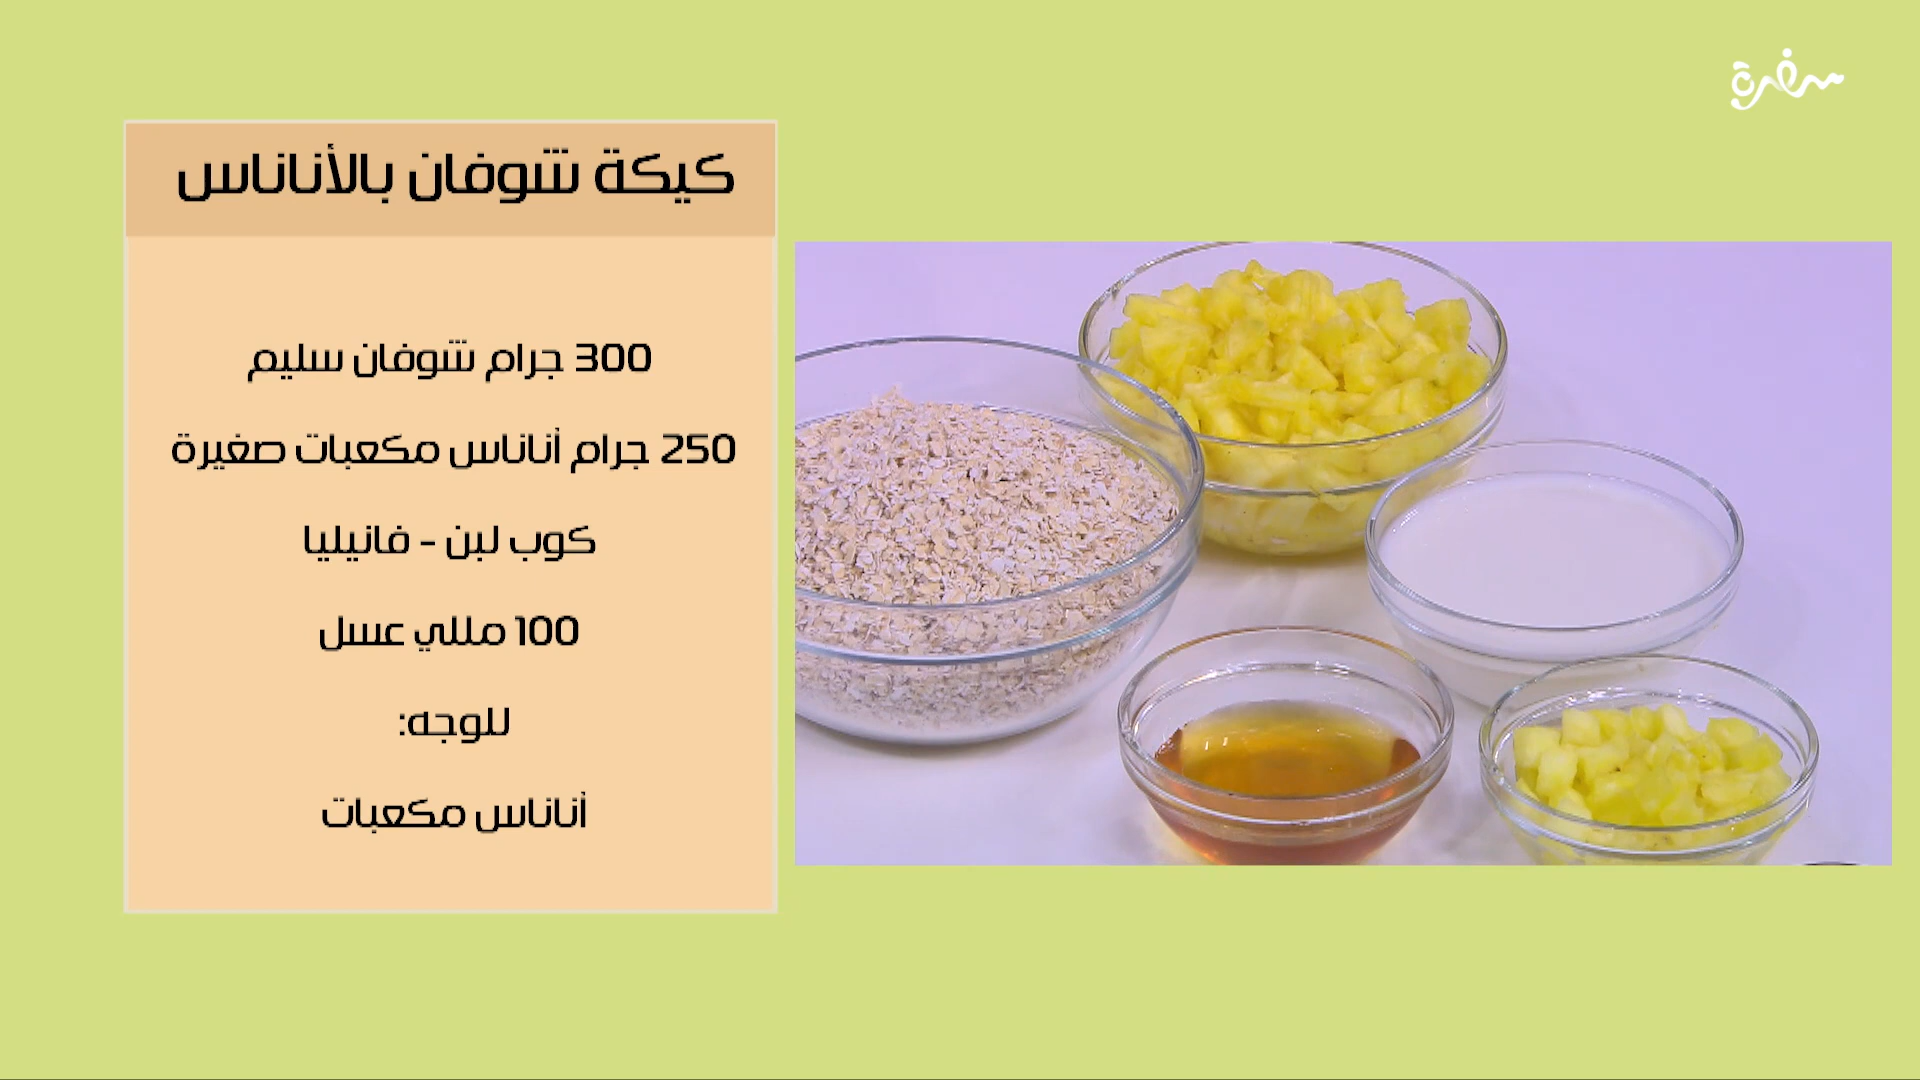 سفرة
كيكة شوفان بالأناناس
300 جرام شوفان سليم
250 جرام أناناس مكعبات صغيرة
كوب لبن - فانيليا
100 مللي عسل
للوجه:
أناناس مكعبات